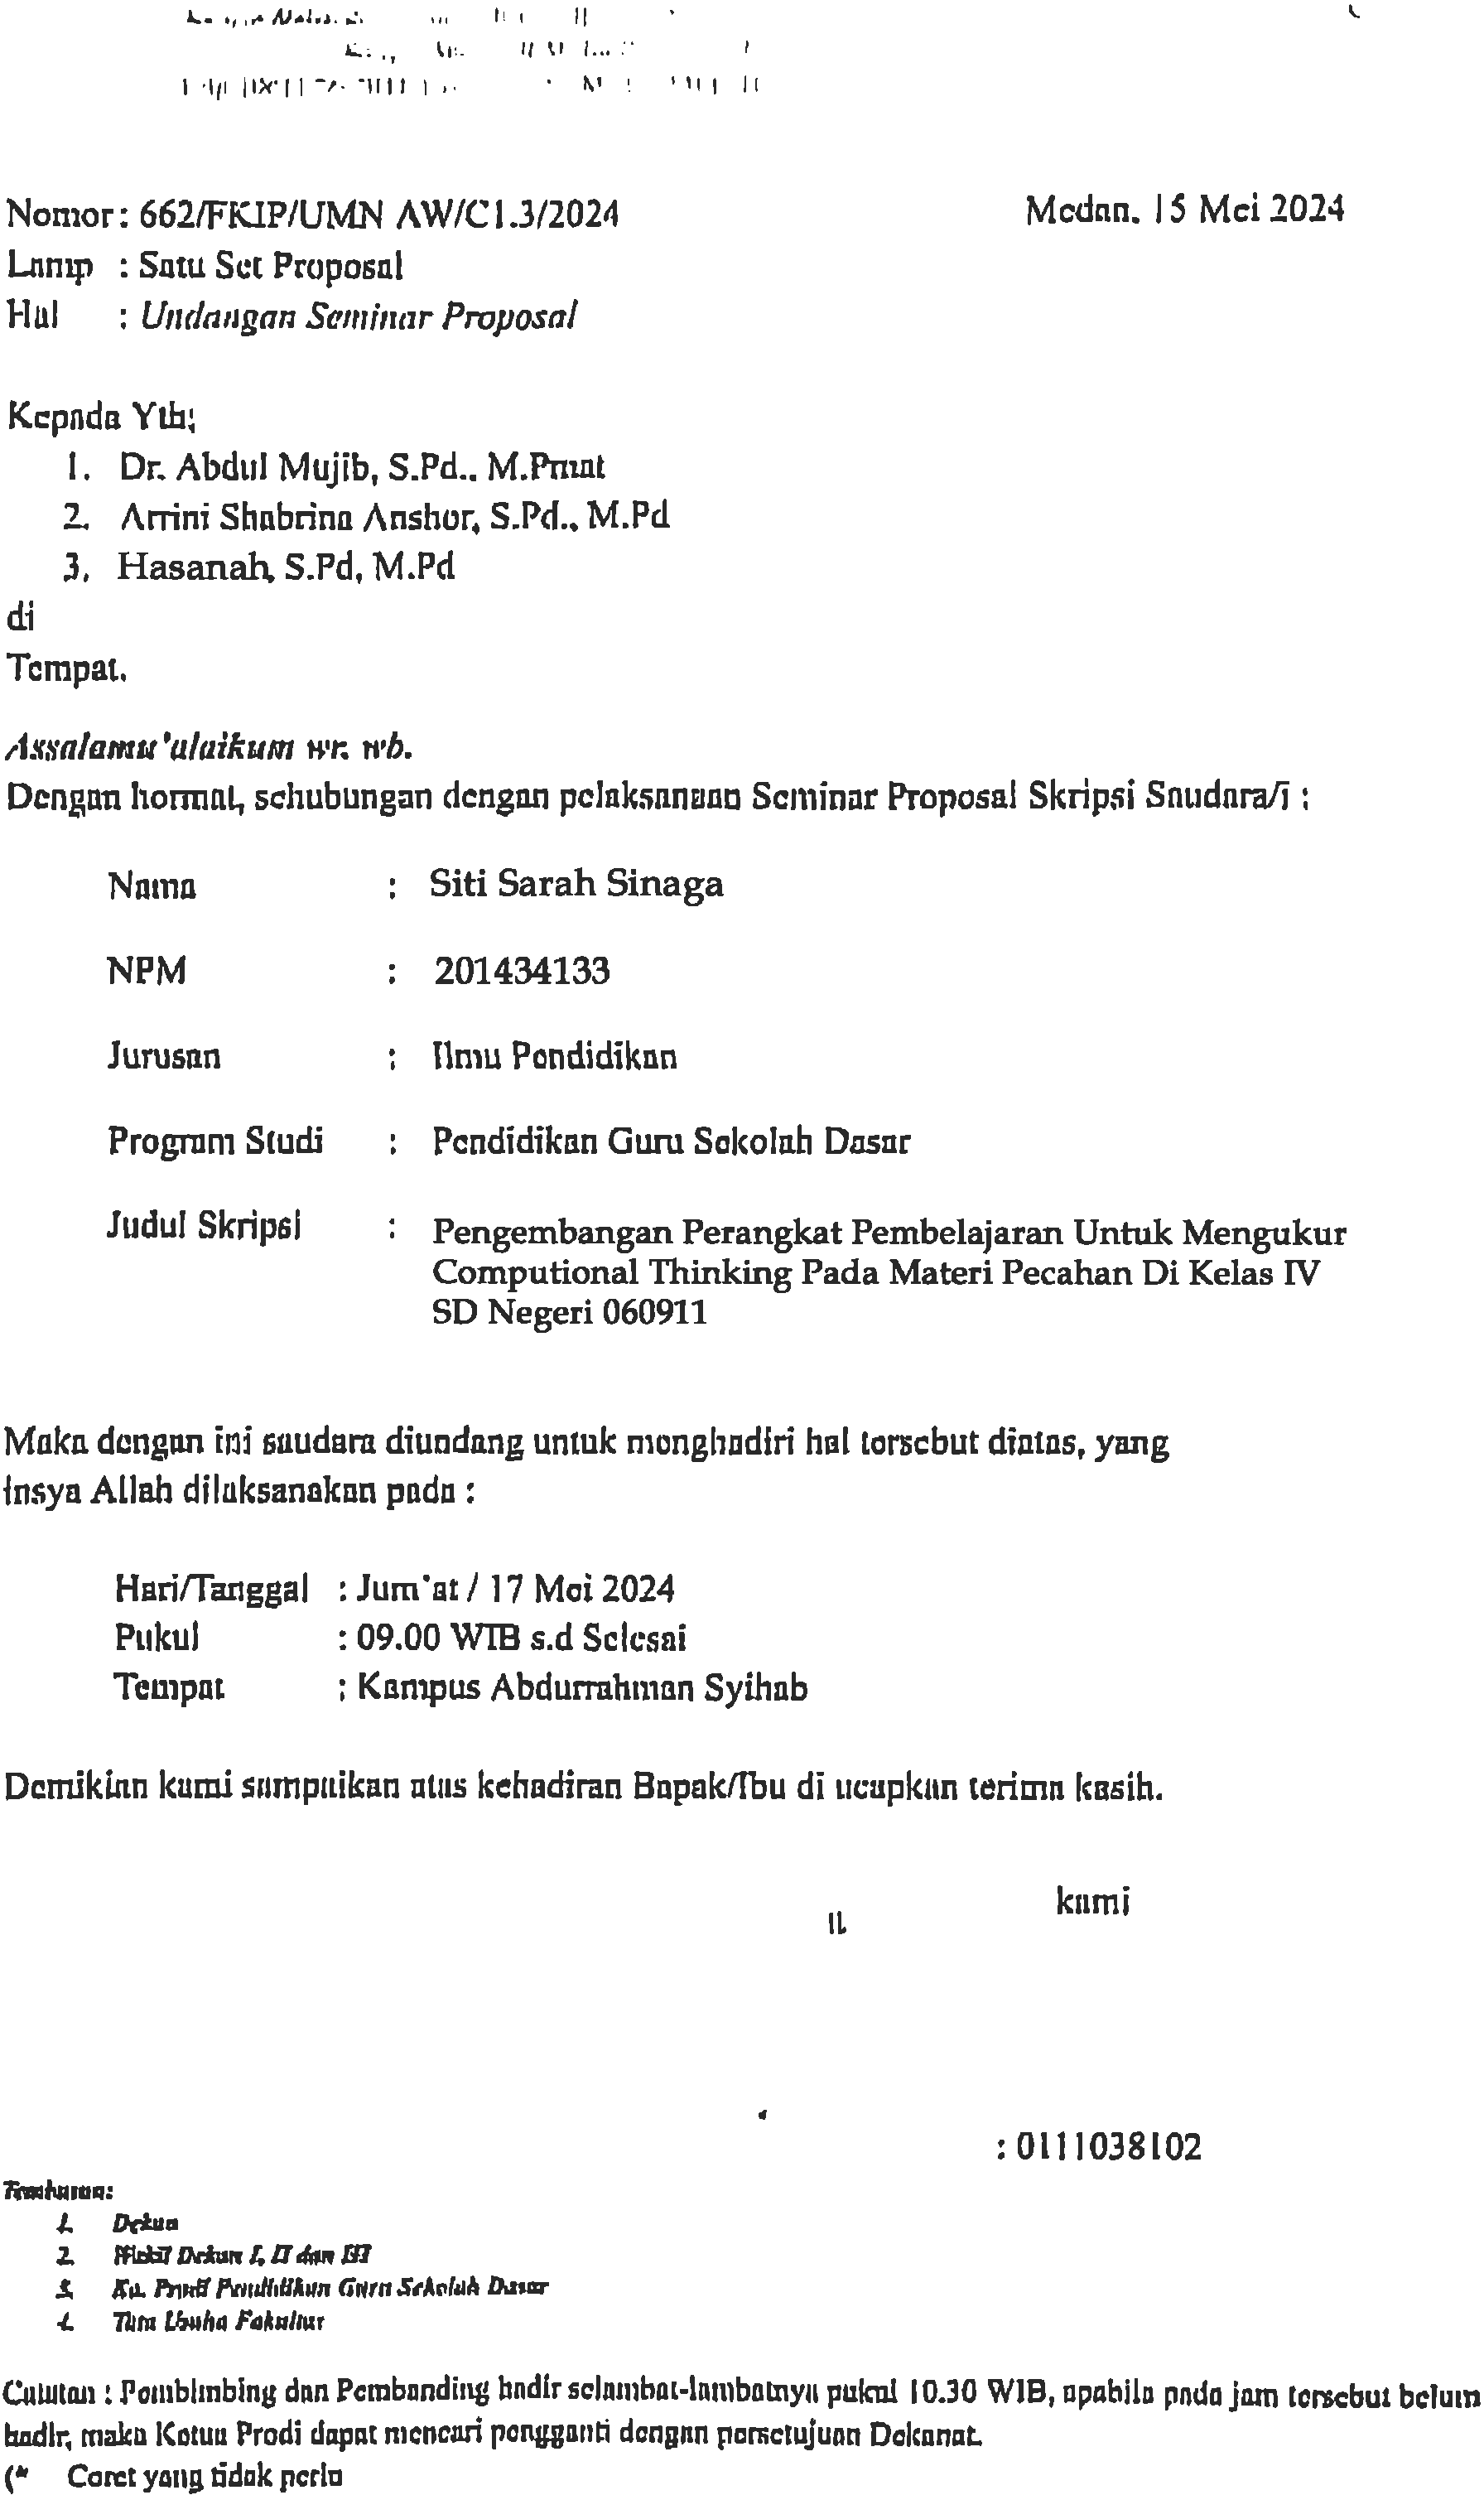 Nomor : 662/FKIP/UMN AW/C1.3/2024
Medan, 15 Mei 2024
Lamp : Satu Set Proposal
Hal : Undangan Seminar Proposal
Kepada Yth;
1. Dr. Abdul Mujib, S.Pd., M.Pmat
2. Arrini Shabrina Anshor, S.Pd., M.Pd
3. Hasanah, S.Pd, M.Pd
di
Tempat.
Assalamu'alaikum wr. wb.
Dengan hormat, sehubungan dengan pelaksanaan Seminar Proposal Skripsi Saudara/i :
Nama : Siti Sarah Sinaga
NPM : 201434133
Jurusan : Ilmu Pendidikan
Program Studi : Pendidikan Guru Sekolah Dasar
Judul Skripsi : Pengembangan Perangkat Pembelajaran Untuk Mengukur
Computional Thinking Pada Materi Pecahan Di Kelas IV
SD Negeri 060911
Maka dengan ini saudara diundang untuk menghadiri hal tersebut diatas, yang
insya Allah dilaksanakan pada :
Hari/Tanggal : Jum'at / 17 Mei 2024
Pukul : 09.00 WIB s.d Selesai
Tempat : Kampus Abdurrahman Syihab
Demikian kami sampaikan atas kehadiran Bapak/Ibu di ucapkan terima kasih.
kami
: 0111038102
Tembusan:
1. Dekan
2. Wakil Dekan I, II dan III
3. Ka. Prodi Pendidikan Guru Sekolah Dasar
4. Tata Usaha Fakultas
Catatan : Pembimbing dan Pembanding hadir selambat-lambatnya pukul 10.30 WIB, apabila pada jam tersebut belum
hadir, maka Ketua Prodi dapat mencari pengganti dengan persetujuan Dekanat.
(* Coret yang tidak perlu